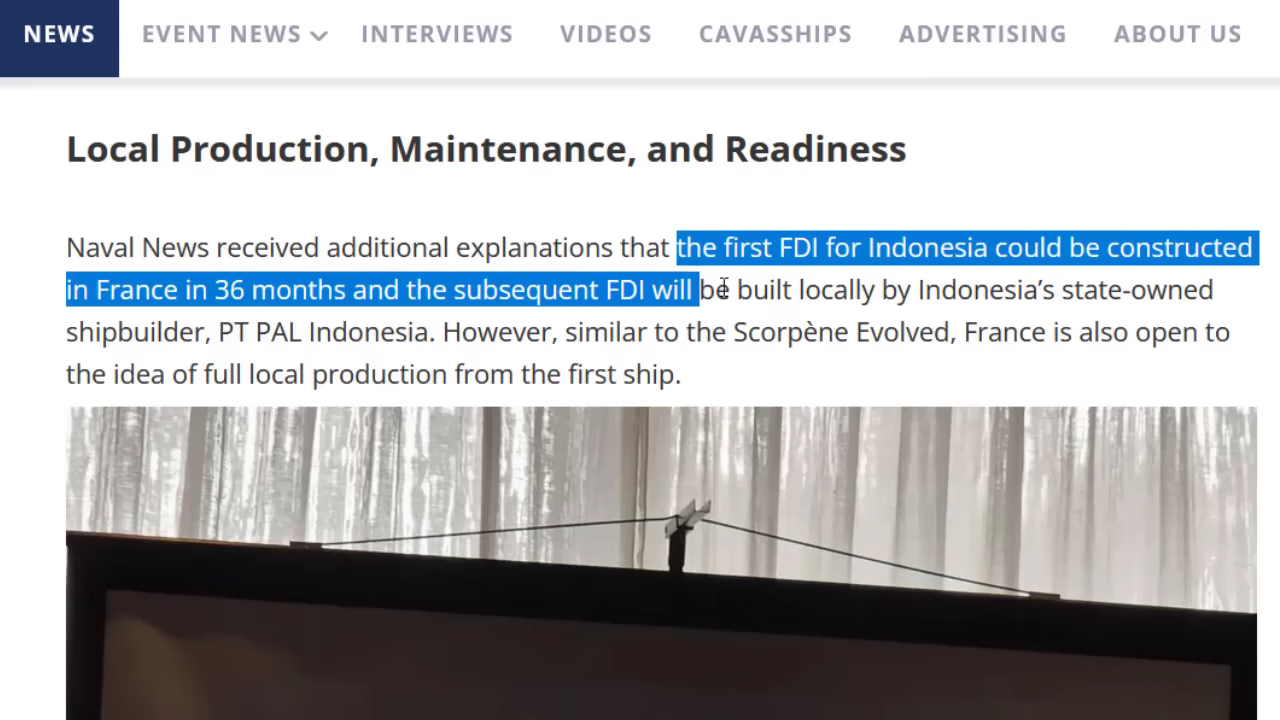 NEWS EVENT NEWS INTERVIEWS VIDEOS CAVASSHIPS ADVERTISING ABOUT US
Local Production, Maintenance, and Readiness
Naval News received additional explanations that the first FDI for Indonesia could be constructed
in France in 36 months and the subsequent FDI will be built locally by Indonesia’s state-owned
shipbuilder, PT PAL Indonesia. However, similar to the Scorpène Evolved, France is also open to
the idea of full local production from the first ship.